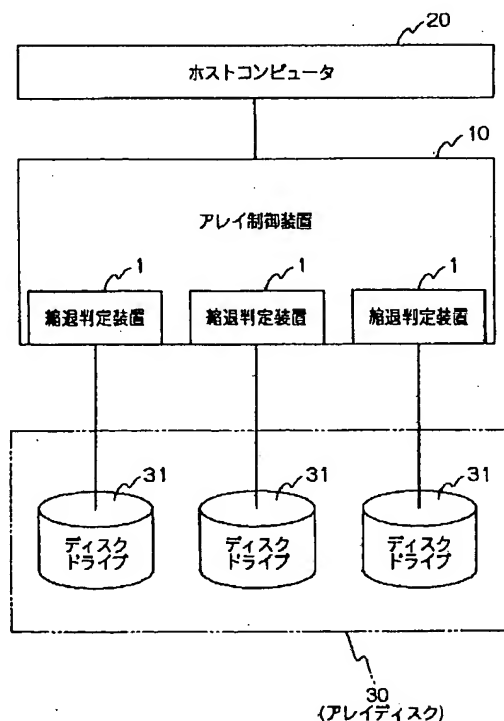 20
ホストコンピュータ
10
アレイ制御装置
1 1 1
縮退判定装置 縮退判定装置 縮退判定装置
31 31 31
ディスク ディスク ディスク
ドライブ ドライブ ドライブ
30
(アレイディスク)